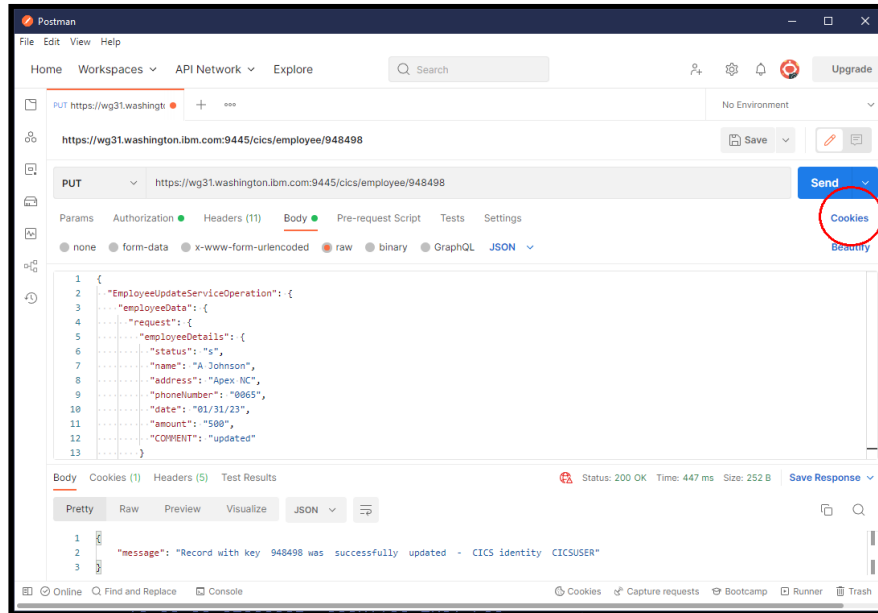 Postman
File Edit View Help
Home Workspaces API Network Explore Search Upgrade
PUT https://wg31.washingt No Environment
https://wg31.washington.ibm.com:9445/cics/employee/948498 Save
PUT https://wg31.washington.ibm.com:9445/cics/employee/948498 Send
Params Authorization Headers (11) Body Pre-request Script Tests Settings Cookies
none form-data x-www-form-urlencoded raw binary GraphQL JSON Beautify
1 {
2 "EmployeeUpdateServiceOperation": {
3 "employeeData": {
4 "request": {
5 "employeeDetails": {
6 "status": "s",
7 "name": "A Johnson",
8 "address": "Apex NC",
9 "phoneNumber": "0065",
10 "date": "01/31/23",
11 "amount": "500",
12 "COMMENT": "updated"
13 }
Body Cookies (1) Headers (5) Test Results Status: 200 OK Time: 447 ms Size: 252 B Save Response
Pretty Raw Preview Visualize JSON
1 {
2 "message": "Record with key 948498 was successfully updated - CICS identity CICSUSER"
3 }
Online Find and Replace Console Cookies Capture requests Bootcamp Runner Trash